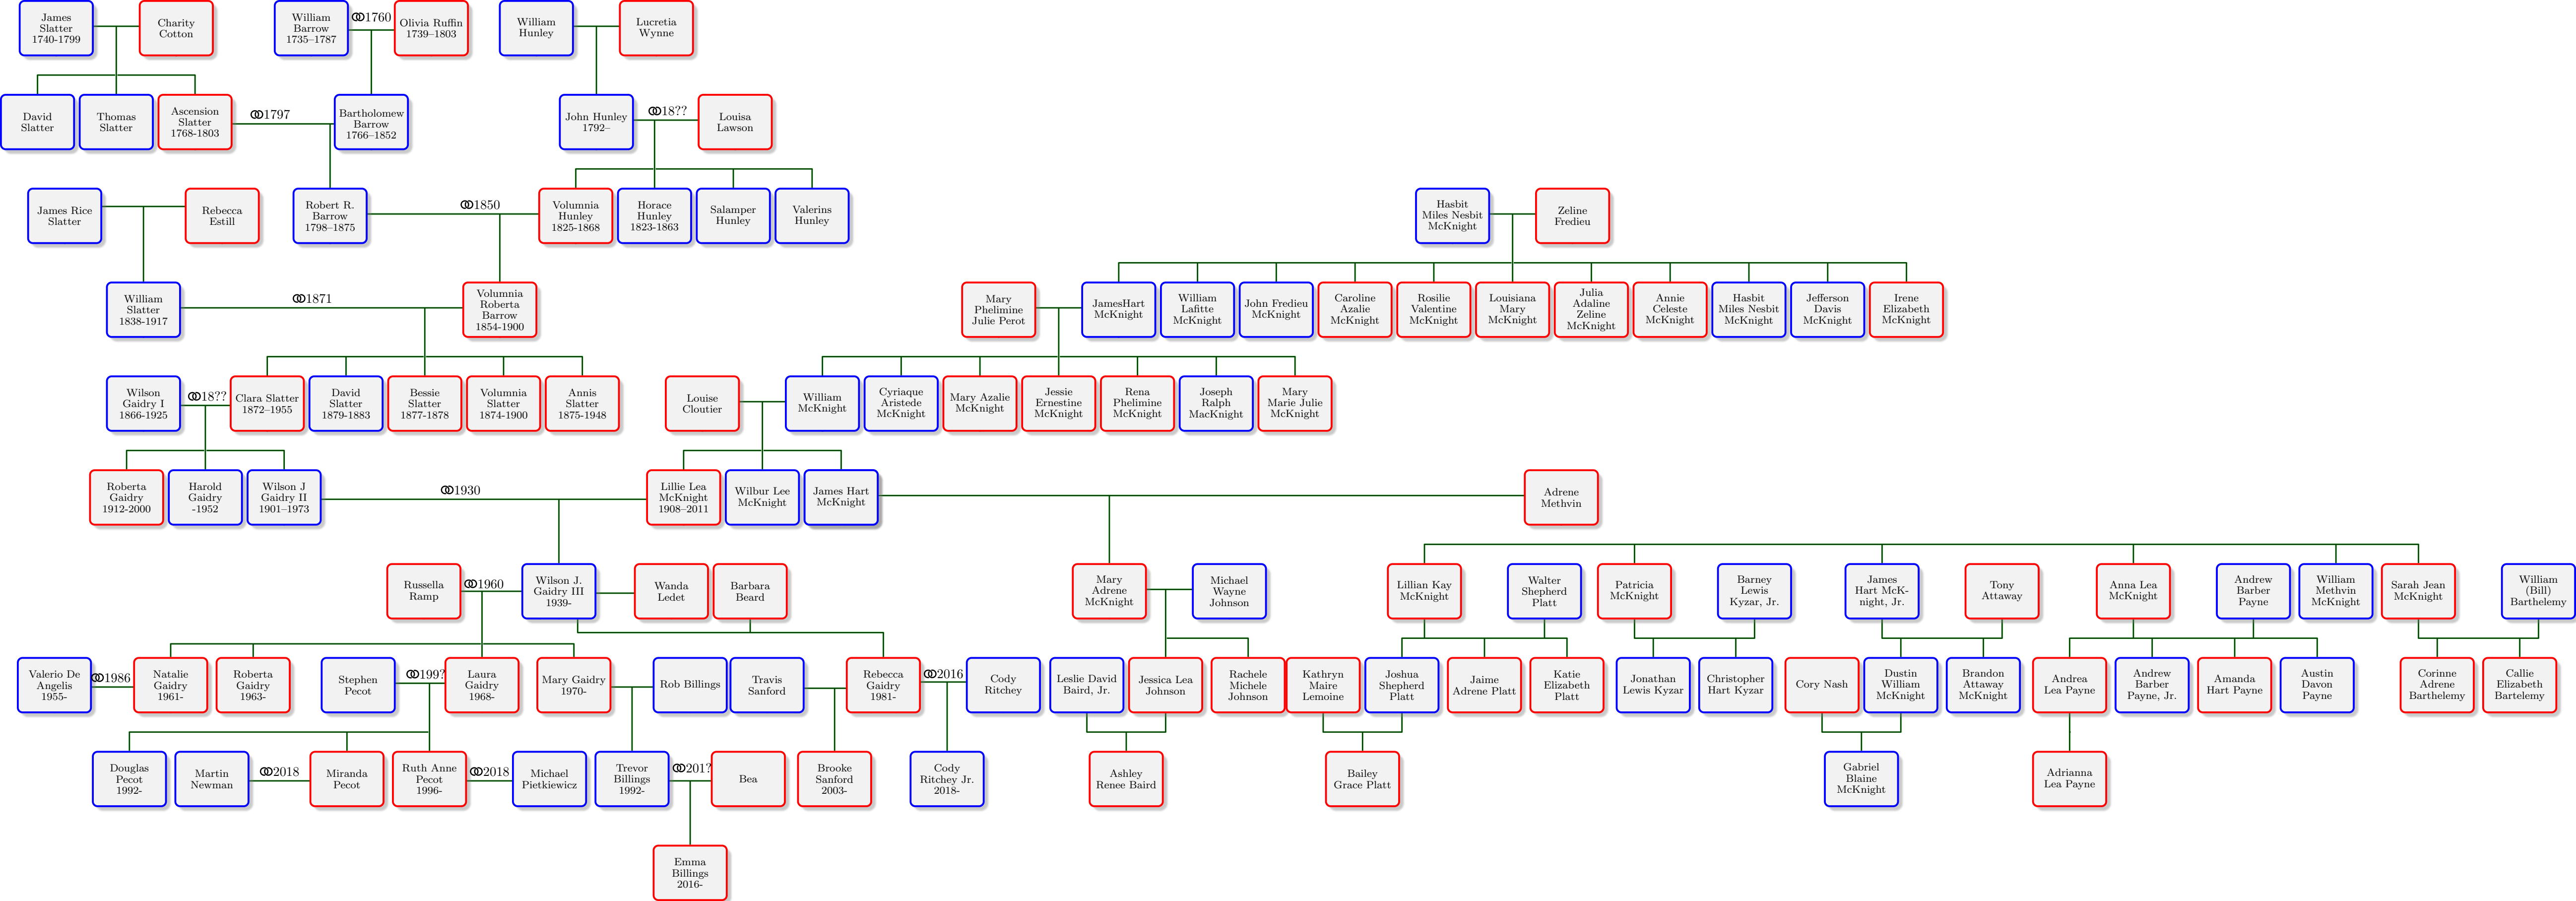 James
Slatter
1740-1799
Charity
Cotton
William
Barrow
1735–1787
⚭1760
Olivia Ruffin
1739–1803
William
Hunley
Lucretia
Wynne
David
Slatter
Thomas
Slatter
Ascension
Slatter
1768-1803
⚭1797
Bartholomew
Barrow
1766–1852
John Hunley
1792–
⚭18??
Louisa
Lawson
James Rice
Slatter
Rebecca
Estill
Robert R.
Barrow
1798–1875
⚭1850
Volumnia
Hunley
1825-1868
Horace
Hunley
1823-1863
Salamper
Hunley
Valerins
Hunley
Hasbit
Miles Nesbit
McKnight
Zeline
Fredieu
William
Slatter
1838-1917
⚭1871
Volumnia
Roberta
Barrow
1854-1900
Mary
Phelimine
Julie Perot
JamesHart
McKnight
William
Lafitte
McKnight
John Fredieu
McKnight
Caroline
Azalie
McKnight
Rosilie
Valentine
McKnight
Louisiana
Mary
McKnight
Julia
Adaline
Zeline
McKnight
Annie
Celeste
McKnight
Hasbit
Miles Nesbit
McKnight
Jefferson
Davis
McKnight
Irene
Elizabeth
McKnight
Wilson
Gaidry I
1866-1925
⚭18??
Clara Slatter
1872–1955
David
Slatter
1879-1883
Bessie
Slatter
1877-1878
Volumnia
Slatter
1874-1900
Annis
Slatter
1875-1948
Louise
Cloutier
William
McKnight
Cyriaque
Aristede
McKnight
Mary Azalie
McKnight
Jessie
Ernestine
McKnight
Rena
Phelimine
McKnight
Joseph
Ralph
MacKnight
Mary
Marie Julie
McKnight
Roberta
Gaidry
1912-2000
Harold
Gaidry
-1952
Wilson J
Gaidry II
1901–1973
⚭1930
Lillie Lea
McKnight
1908–2011
Wilbur Lee
McKnight
James Hart
McKnight
Adrene
Methvin
Russella
Ramp
⚭1960
Wilson J.
Gaidry III
1939-
Wanda
Ledet
Barbara
Beard
Mary
Adrene
McKnight
Michael
Wayne
Johnson
Lillian Kay
McKnight
Walter
Shepherd
Platt
Patricia
McKnight
Barney
Lewis
Kyzar, Jr.
James
Hart McK-
night, Jr.
Tony
Attaway
Anna Lea
McKnight
Andrew
Barber
Payne
William
Methvin
McKnight
Sarah Jean
McKnight
William
(Bill)
Barthelemy
Valerio De
Angelis
1955-
⚭1986
Natalie
Gaidry
1961-
Roberta
Gaidry
1963-
Stephen
Pecot
⚭199?
Laura
Gaidry
1968-
Mary Gaidry
1970-
Rob Billings
Travis
Sanford
Rebecca
Gaidry
1981-
⚭2016
Cody
Ritchey
Leslie David
Baird, Jr.
Jessica Lea
Johnson
Rachele
Michele
Johnson
Kathryn
Maire
Lemoine
Joshua
Shepherd
Platt
Jaime
Adrene Platt
Katie
Elizabeth
Platt
Jonathan
Lewis Kyzar
Christopher
Hart Kyzar
Cory Nash
Dustin
William
McKnight
Brandon
Attaway
McKnight
Andrea
Lea Payne
Andrew
Barber
Payne, Jr.
Amanda
Hart Payne
Austin
Davon
Payne
Corinne
Adrene
Barthelemy
Callie
Elizabeth
Bartelemy
Douglas
Pecot
1992-
Martin
Newman
⚭2018
Miranda
Pecot
Ruth Anne
Pecot
1996-
⚭2018
Michael
Pietkiewicz
Trevor
Billings
1992-
⚭201?
Bea
Brooke
Sanford
2003-
Cody
Ritchey Jr.
2018-
Ashley
Renee Baird
Bailey
Grace Platt
Gabriel
Blaine
McKnight
Adrianna
Lea Payne
Emma
Billings
2016-